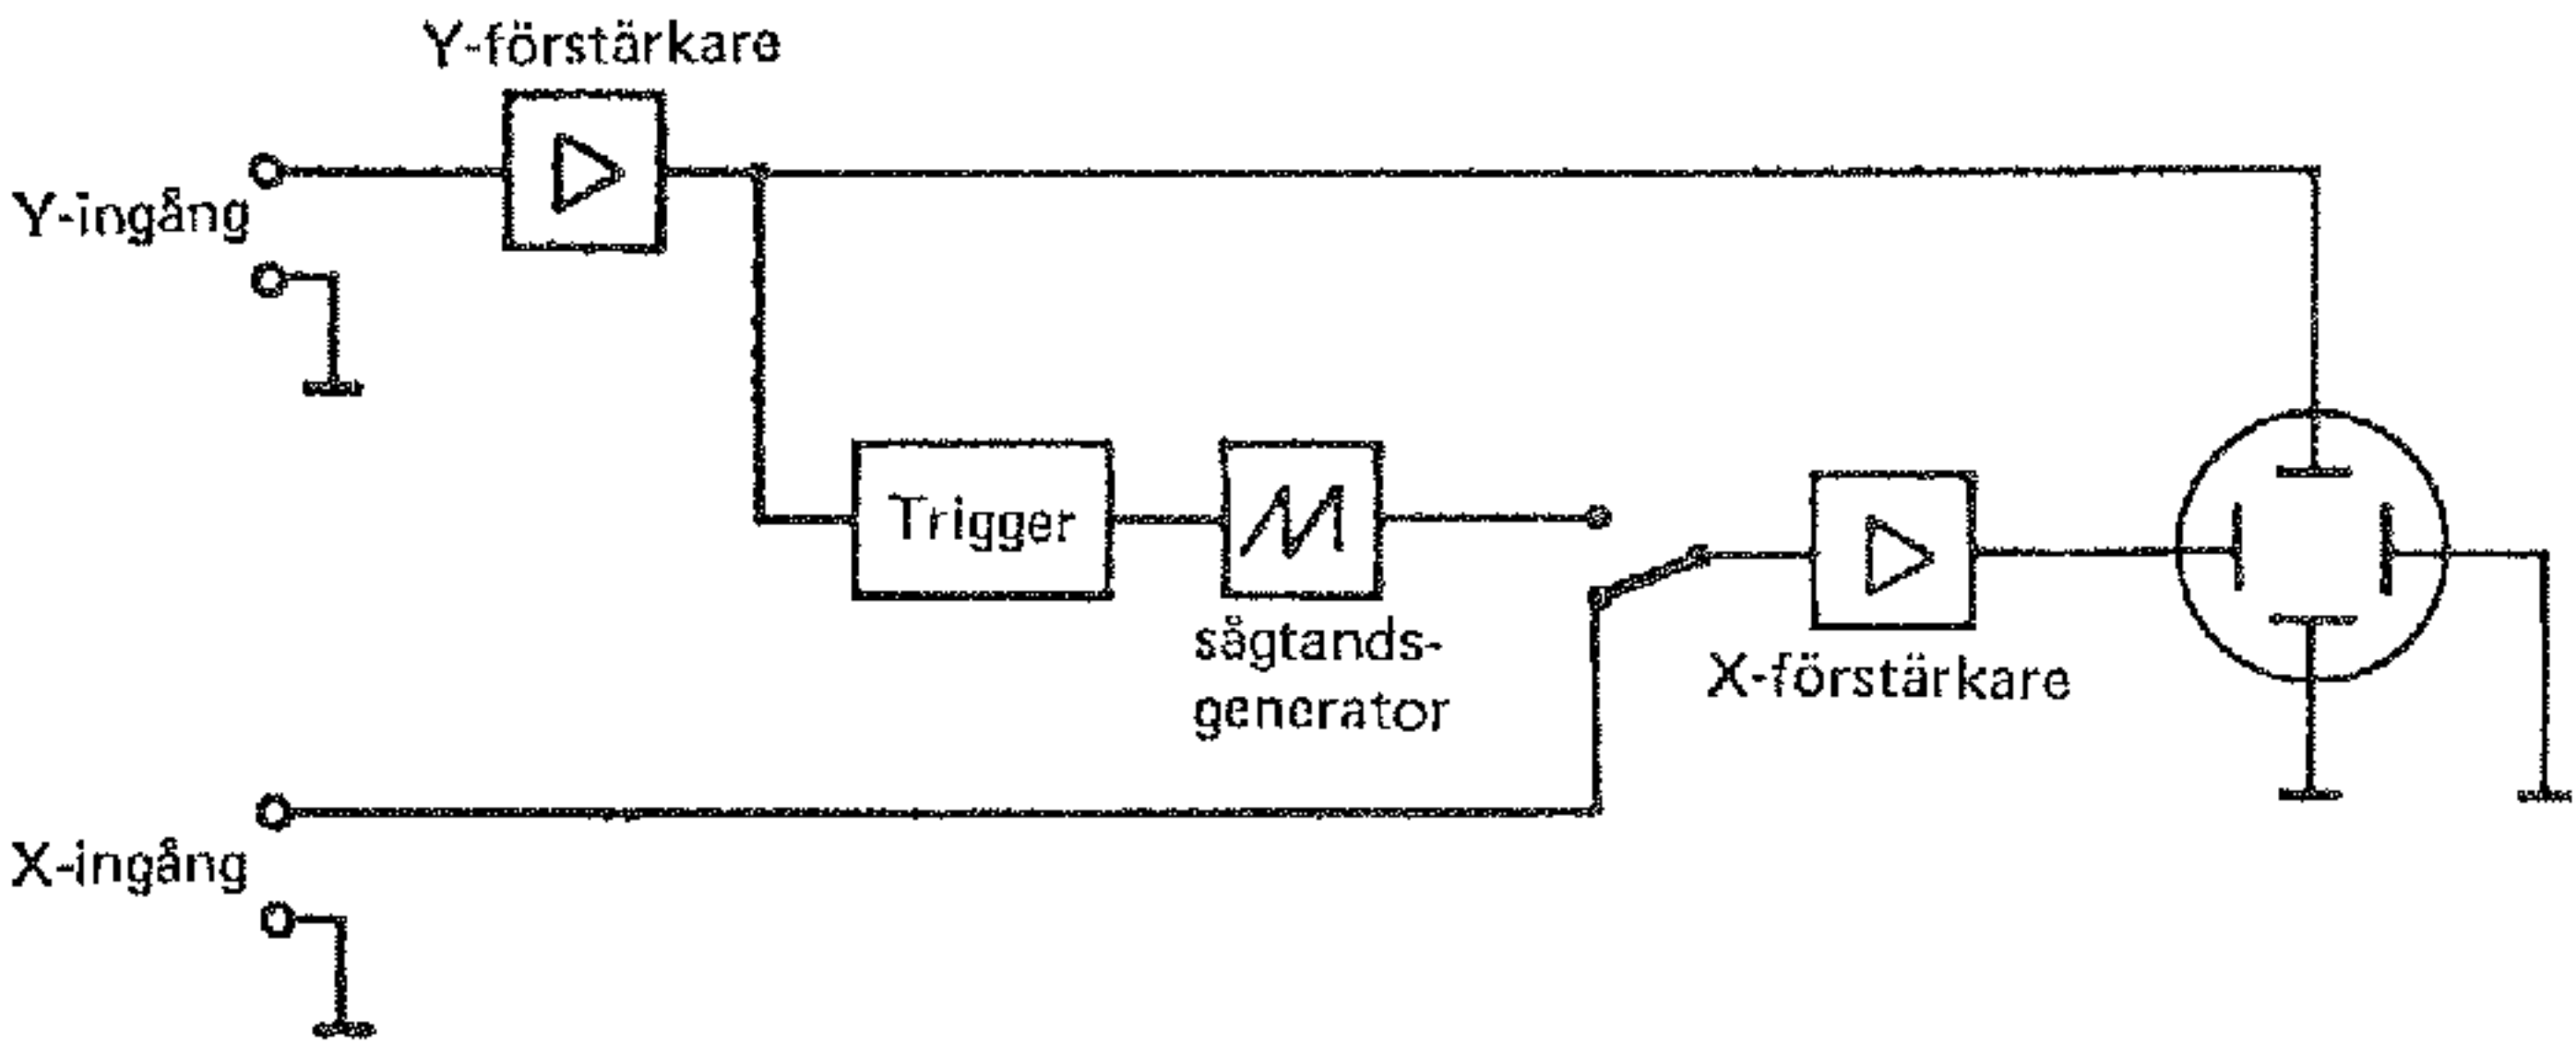 Y-förstärkare
Y-ingång
Trigger
sågtands-
generator
X-förstärkare
X-ingång